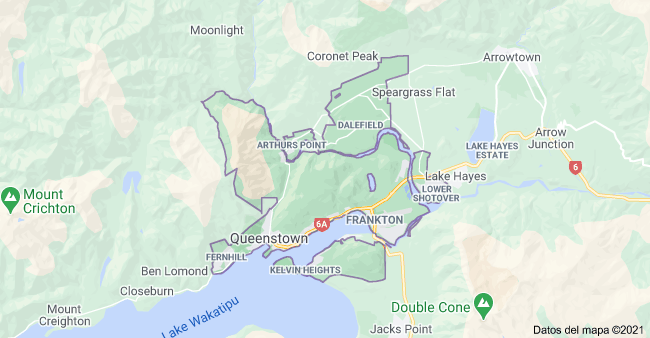 Moonlight
Coronet Peak
Arrowtown
Speargrass Flat
DALEFIELD
ARTHURS POINT
LAKE HAYES
ESTATE
Arrow
Junction
6
Lake Hayes
LOWER
SHOTOVER
Mount
Crichton
6A
FRANKTON
Queenstown
FERNHILL
Ben Lomond
KELVIN HEIGHTS
Closeburn
Mount
Creighton
Lake Wakatipu
Double Cone
Jacks Point
Datos del mapa ©2021